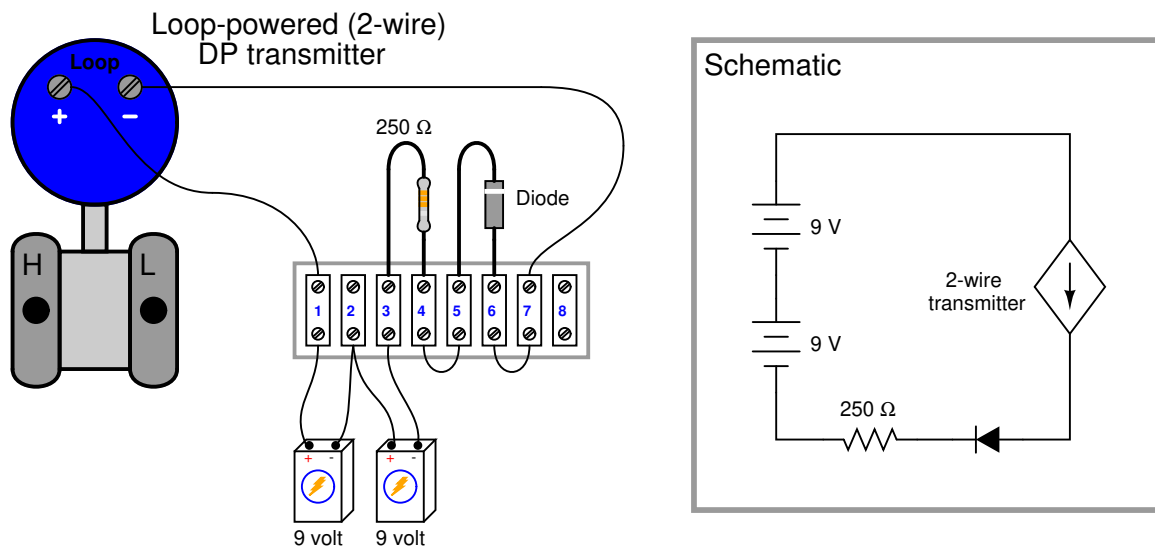 Loop-powered (2-wire)
DP transmitter
Loop
+ −
H L
250 Ω
Diode
1 2 3 4 5 6 7 8
+ - + -
9 volt 9 volt
Schematic
9 V
2-wire
transmitter
9 V
250 Ω